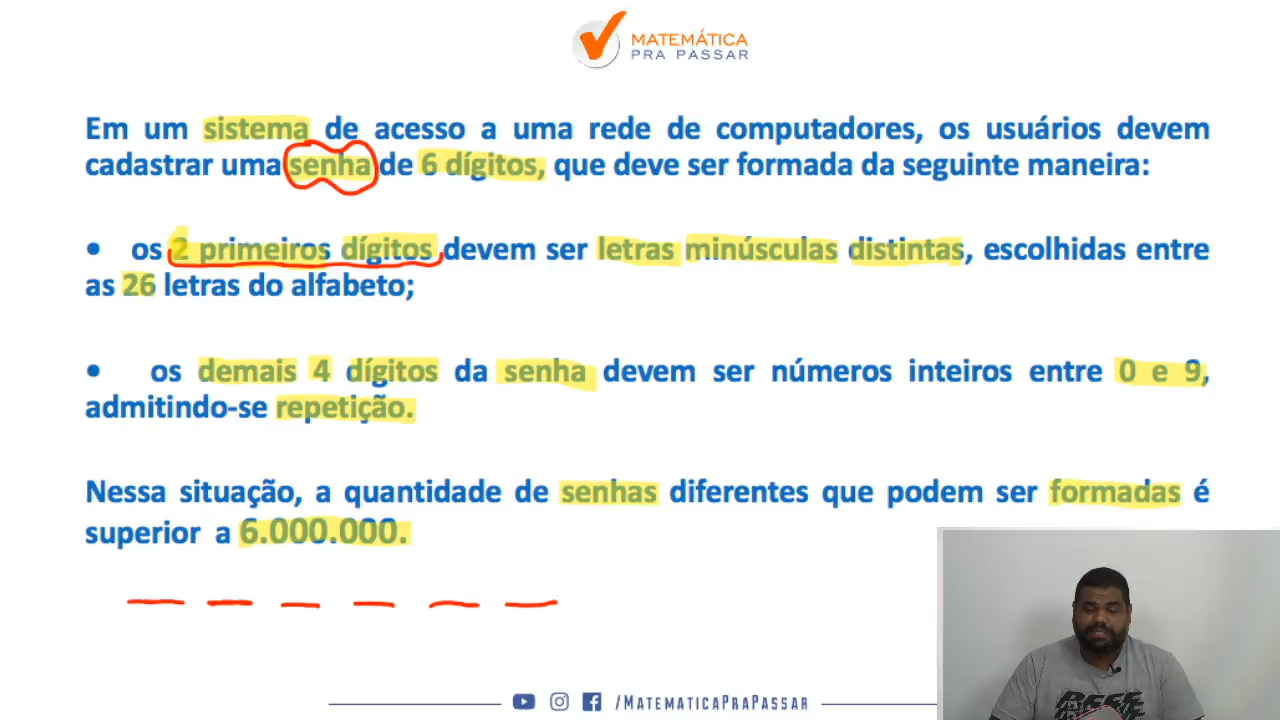 MATEMÁTICA
PRA PASSAR
Em um sistema de acesso a uma rede de computadores, os usuários devem
cadastrar uma senha de 6 dígitos, que deve ser formada da seguinte maneira:
• os 2 primeiros dígitos devem ser letras minúsculas distintas, escolhidas entre
as 26 letras do alfabeto;
• os demais 4 dígitos da senha devem ser números inteiros entre 0 e 9,
admitindo-se repetição.
Nessa situação, a quantidade de senhas diferentes que podem ser formadas é
superior a 6.000.000.
/MATEMATICAPRAPASSAR